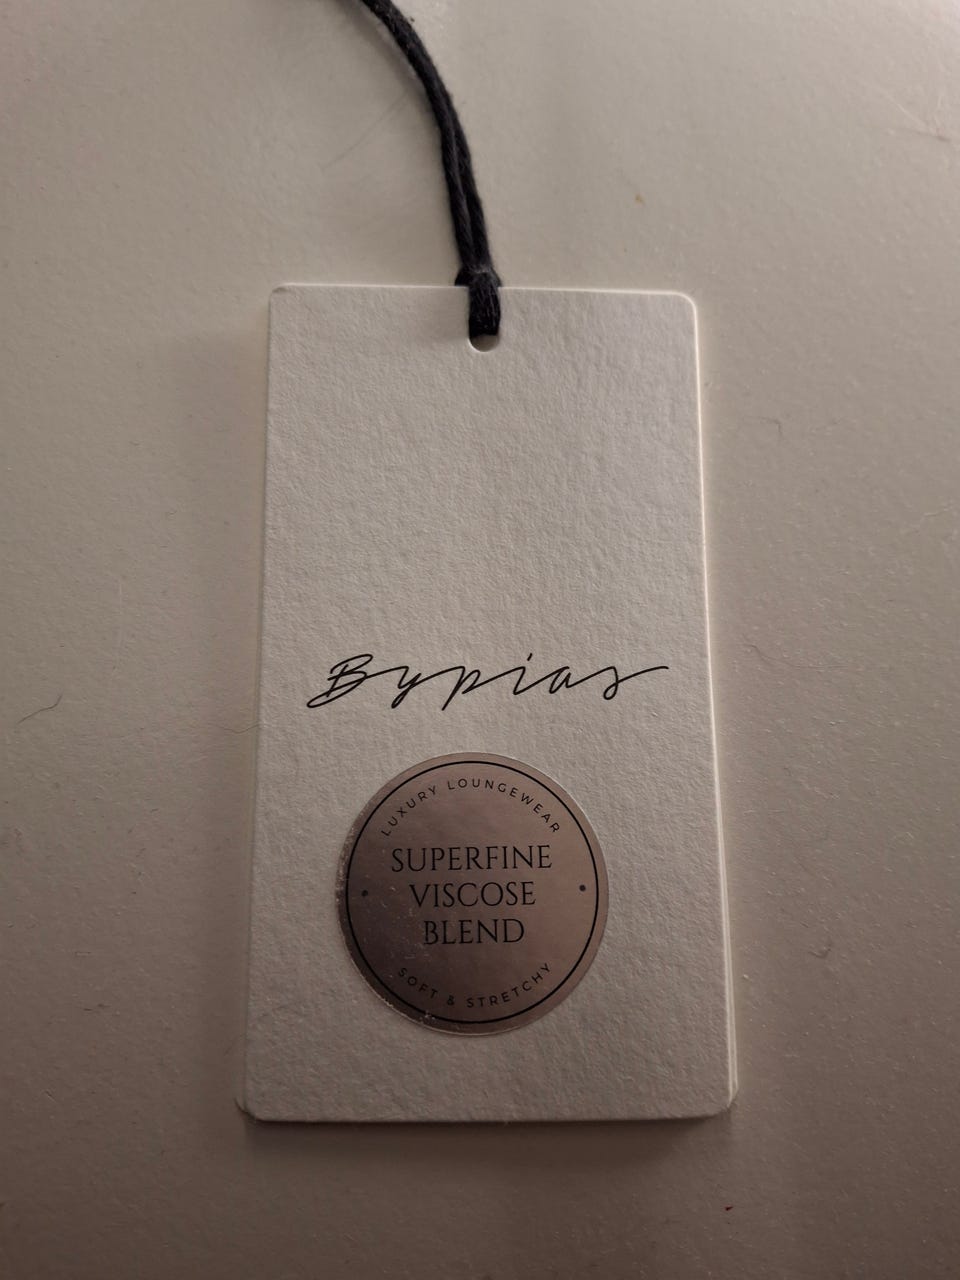 Bypias
LUXURY LOUNGEWEAR
SUPERFINE
VISCOSE
BLEND
SOFT & STRETCHY